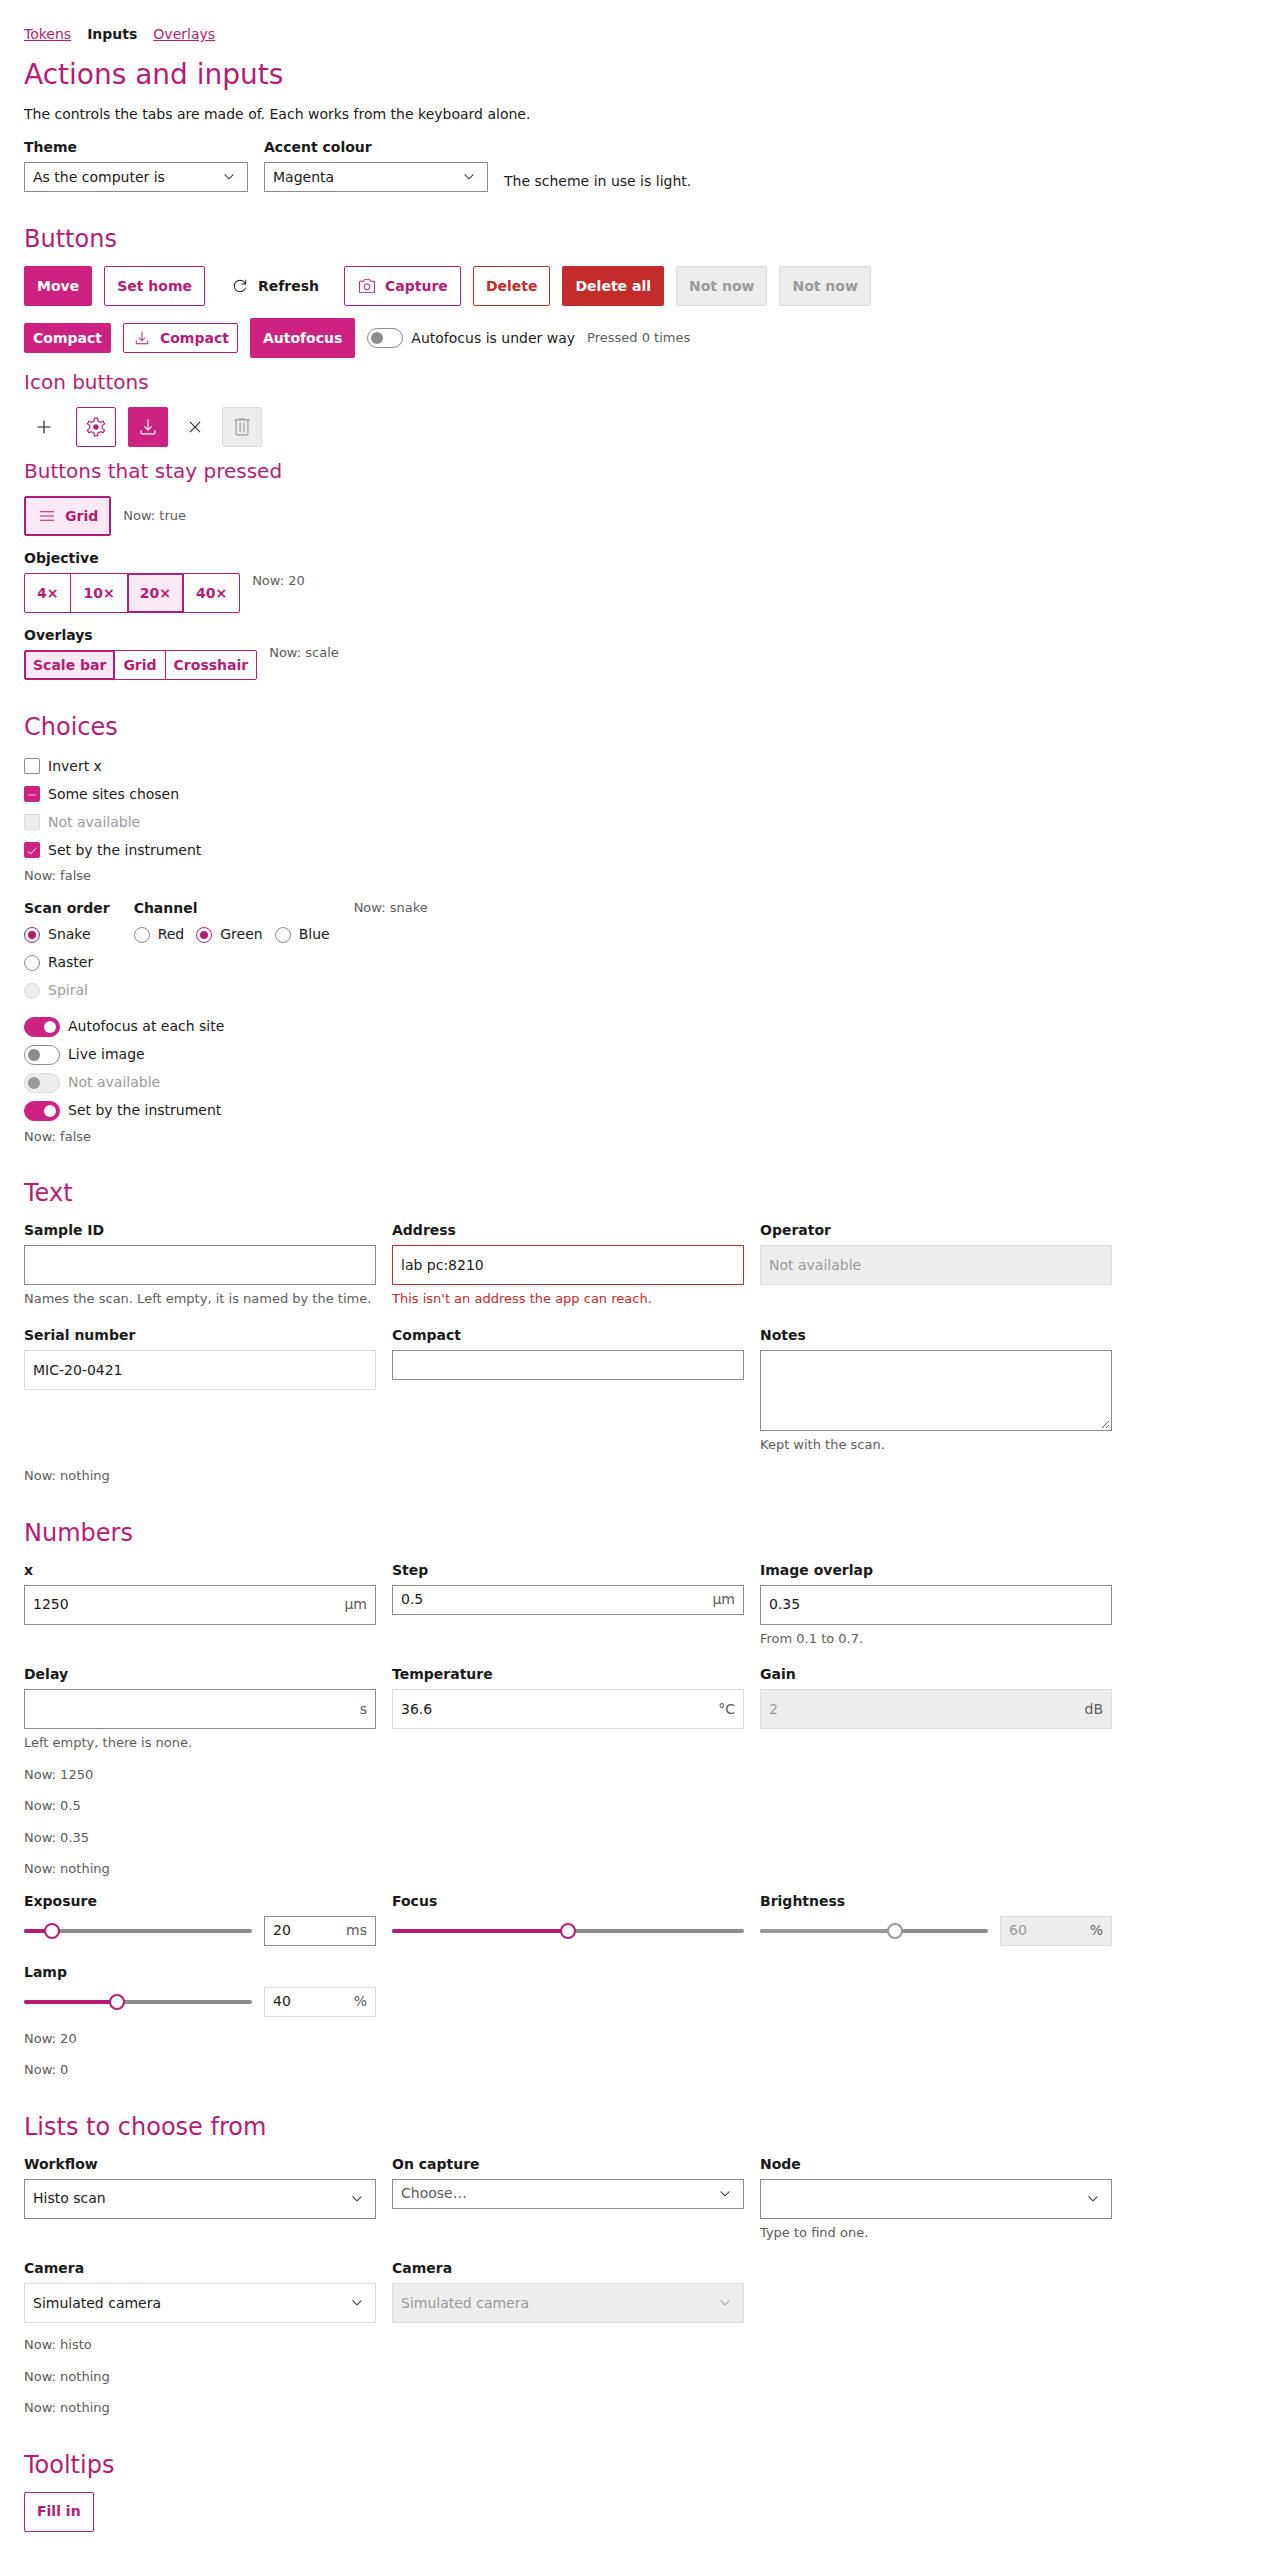 Tokens Inputs Overlays
Actions and inputs
The controls the tabs are made of. Each works from the keyboard alone.
Theme Accent colour
As the computer is Magenta The scheme in use is light.
Buttons
Move Set home Refresh Capture Delete Delete all Not now Not now
Compact Compact Autofocus Autofocus is under way Pressed 0 times
Icon buttons
Buttons that stay pressed
Grid Now: true
Objective
4× 10× 20× 40× Now: 20
Overlays
Scale bar Grid Crosshair Now: scale
Choices
Invert x
Some sites chosen
Not available
Set by the instrument
Now: false
Scan order Channel Now: snake
Snake Red Green Blue
Raster
Spiral
Autofocus at each site
Live image
Not available
Set by the instrument
Now: false
Text
Sample ID Address Operator
lab pc:8210 Not available
Names the scan. Left empty, it is named by the time. This isn't an address the app can reach.
Serial number Compact Notes
MIC-20-0421
Kept with the scan.
Now: nothing
Numbers
x Step Image overlap
1250 µm 0.5 µm 0.35
From 0.1 to 0.7.
Delay Temperature Gain
s 36.6 °C 2 dB
Left empty, there is none.
Now: 1250
Now: 0.5
Now: 0.35
Now: nothing
Exposure Focus Brightness
20 ms 60 %
Lamp
40 %
Now: 20
Now: 0
Lists to choose from
Workflow On capture Node
Histo scan Choose…
Type to find one.
Camera Camera
Simulated camera Simulated camera
Now: histo
Now: nothing
Now: nothing
Tooltips
Fill in